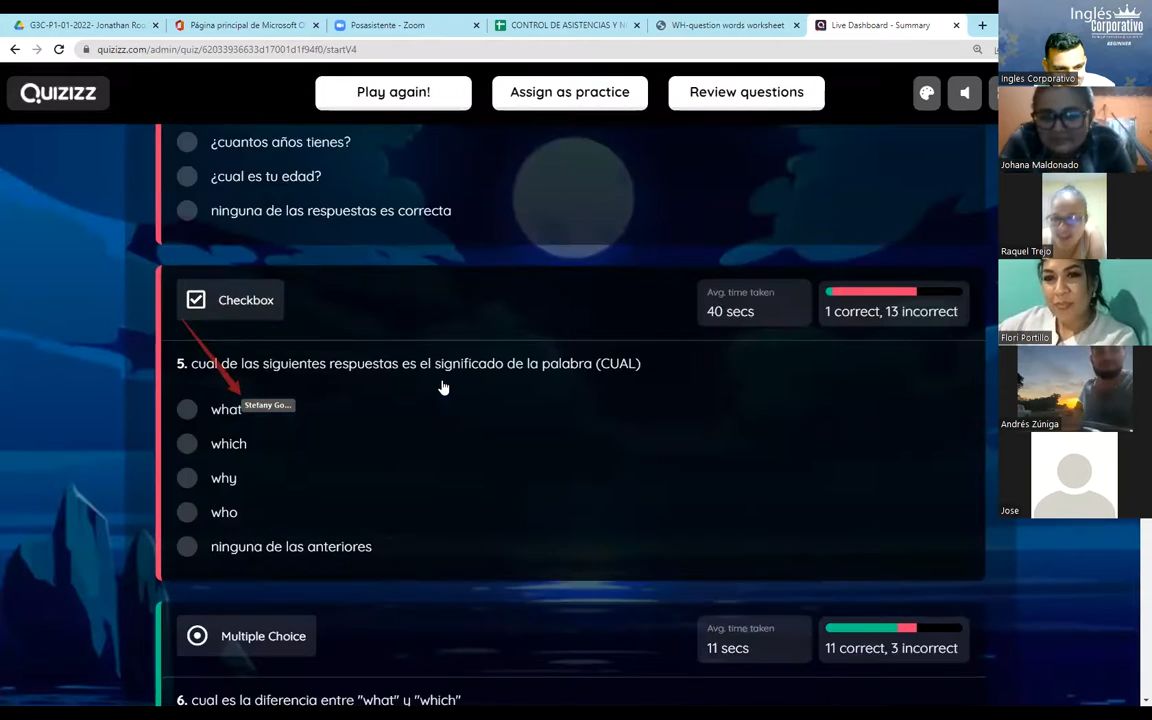 G3C-P1-01-2022- Jonathan Ro
Página principal de Microsoft C
Posasistente - Zoom
CONTROL DE ASISTENCIAS Y N
WH-question words worksheet
Live Dashboard - Summary
quizizz.com/admin/quiz/62033936633d17001d1f94f0/startV4
Quizizz
Play again!
Assign as practice
Review questions
¿cuantos años tienes?
¿cual es tu edad?
ninguna de las respuestas es correcta
Checkbox
Avg. time taken
40 secs
1 correct, 13 incorrect
5. cual de las siguientes respuestas es el significado de la palabra (CUAL)
what
Stefany Go...
which
why
who
ninguna de las anteriores
Multiple Choice
Avg. time taken
11 secs
11 correct, 3 incorrect
6. cual es la diferencia entre "what" y "which"
Inglés
Corporativo
BEGINNER
Ingles Corporativo
Johana Maldonado
Raquel Trejo
Flori Portillo
Andrés Zúniga
Jose